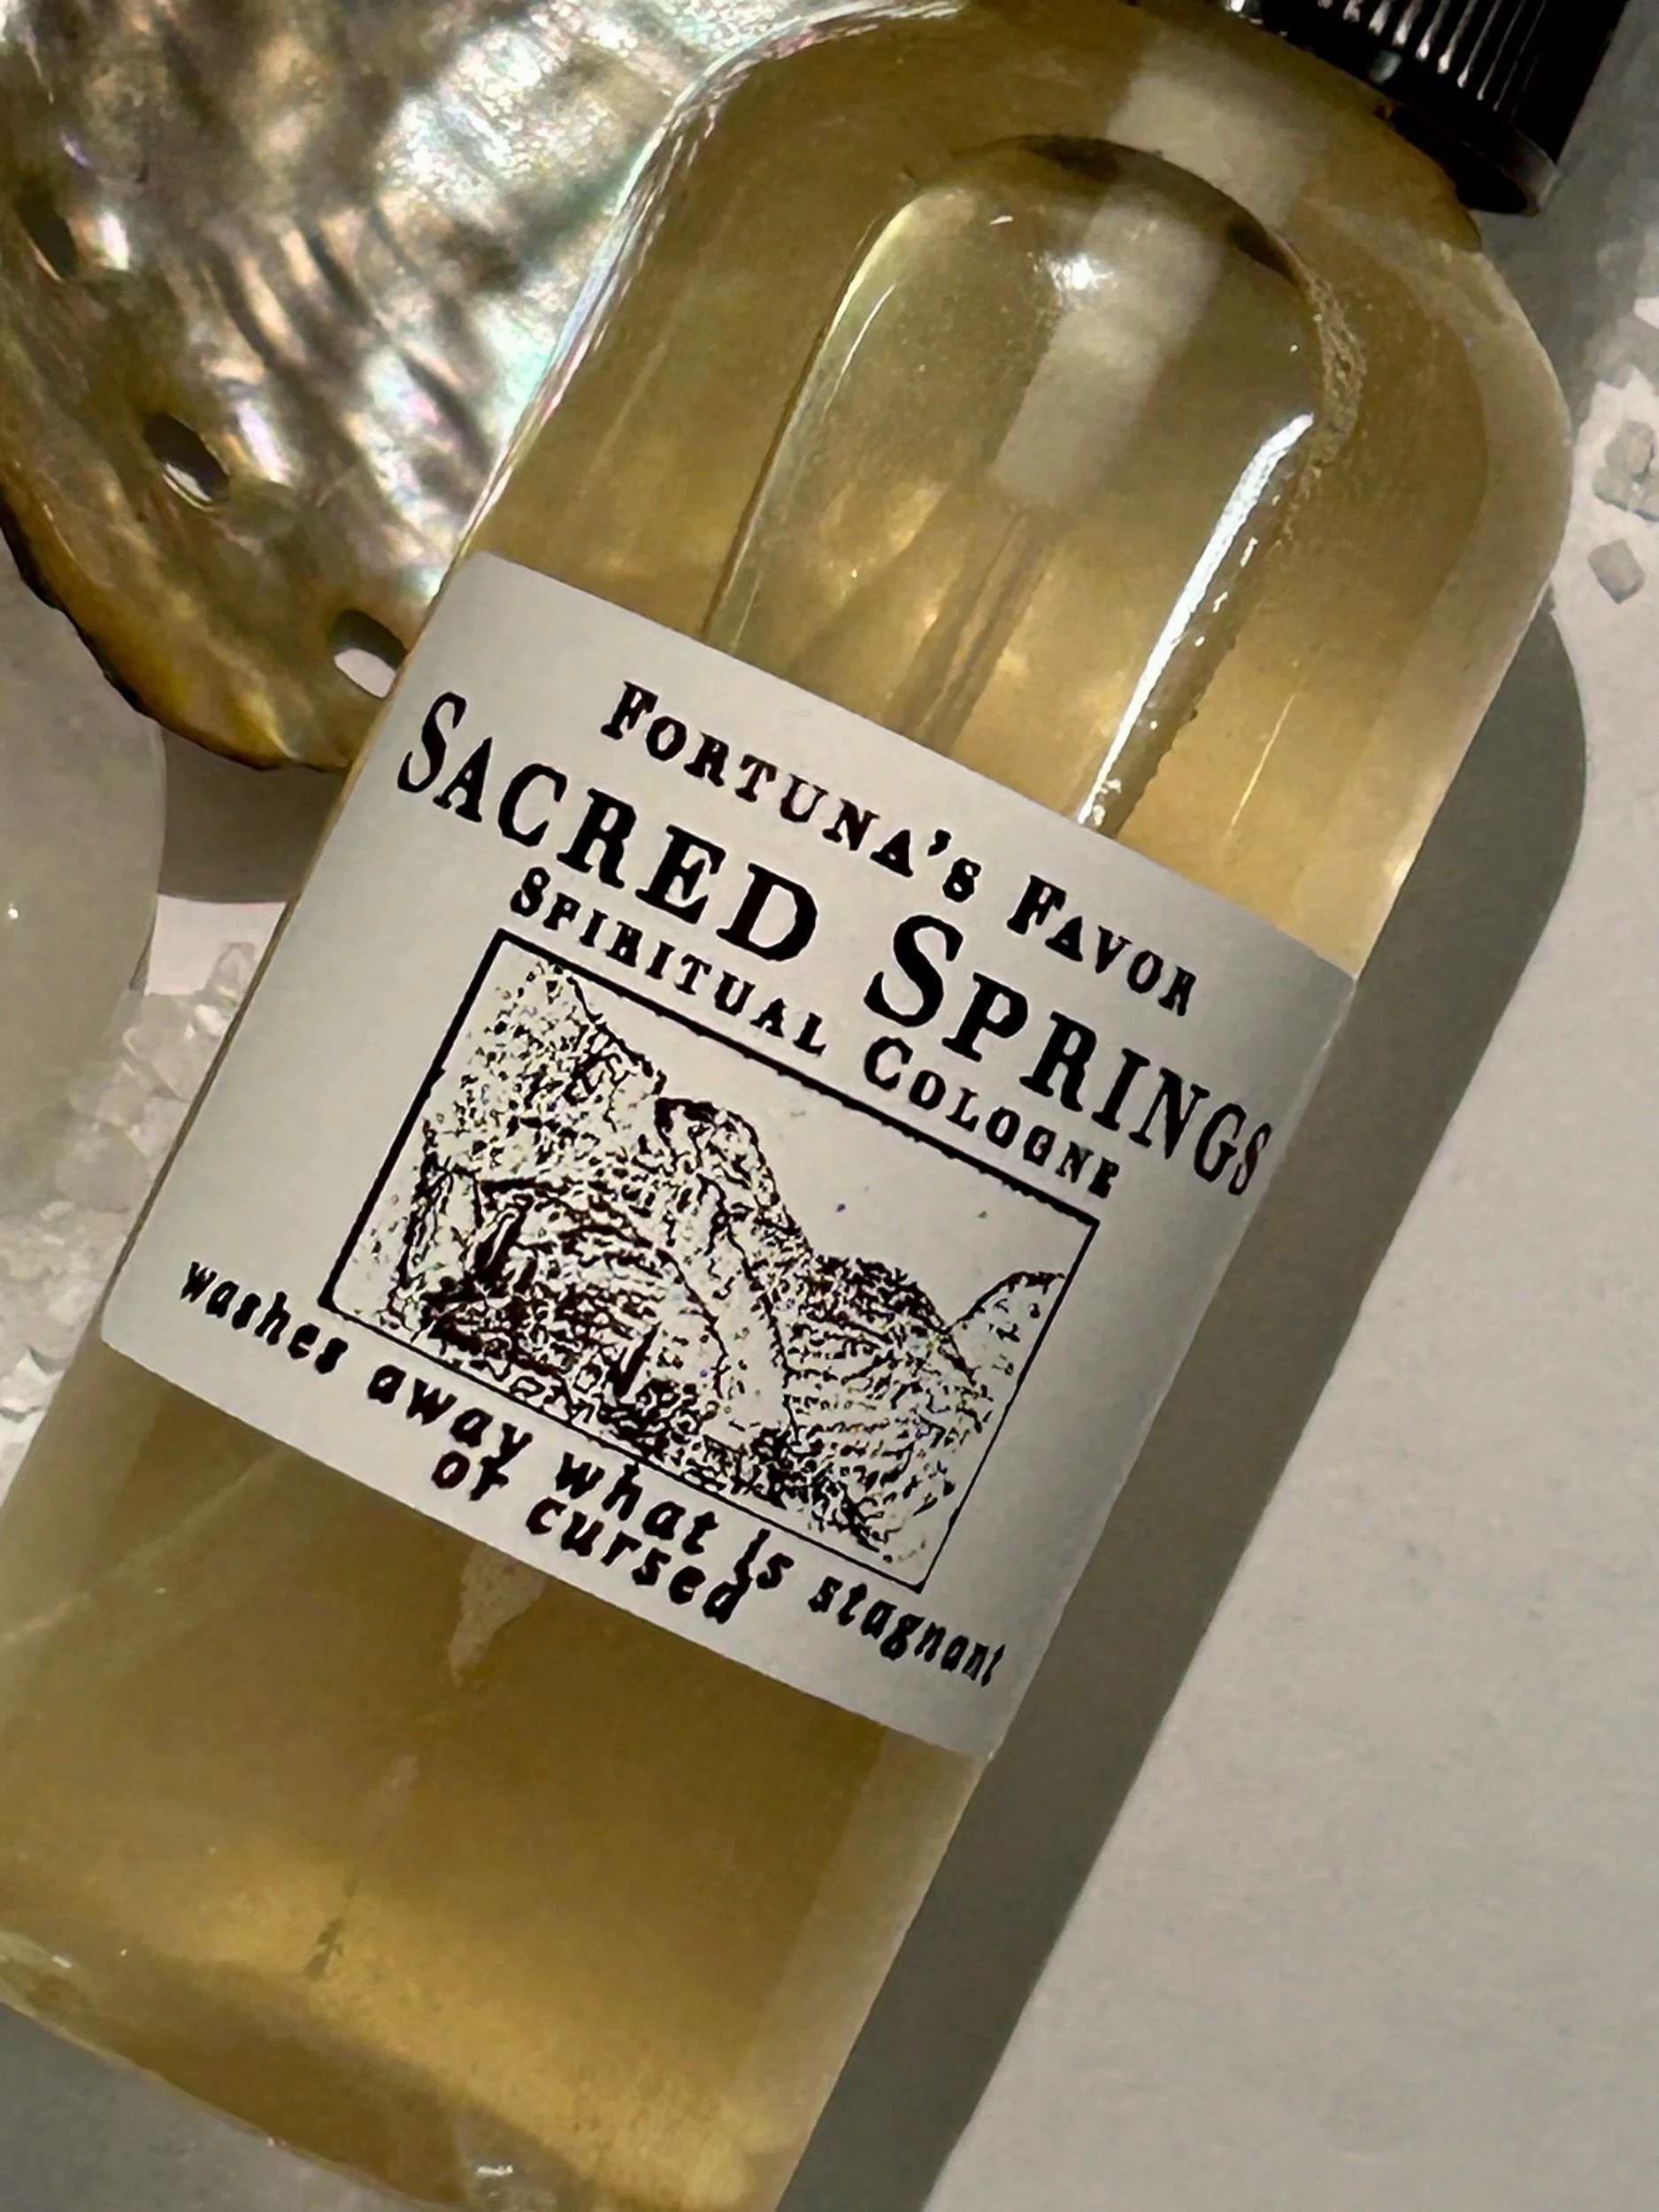 Fortuna's Favor
Sacred Springs
Spiritual Cologne
washes away what is stagnant
or cursed